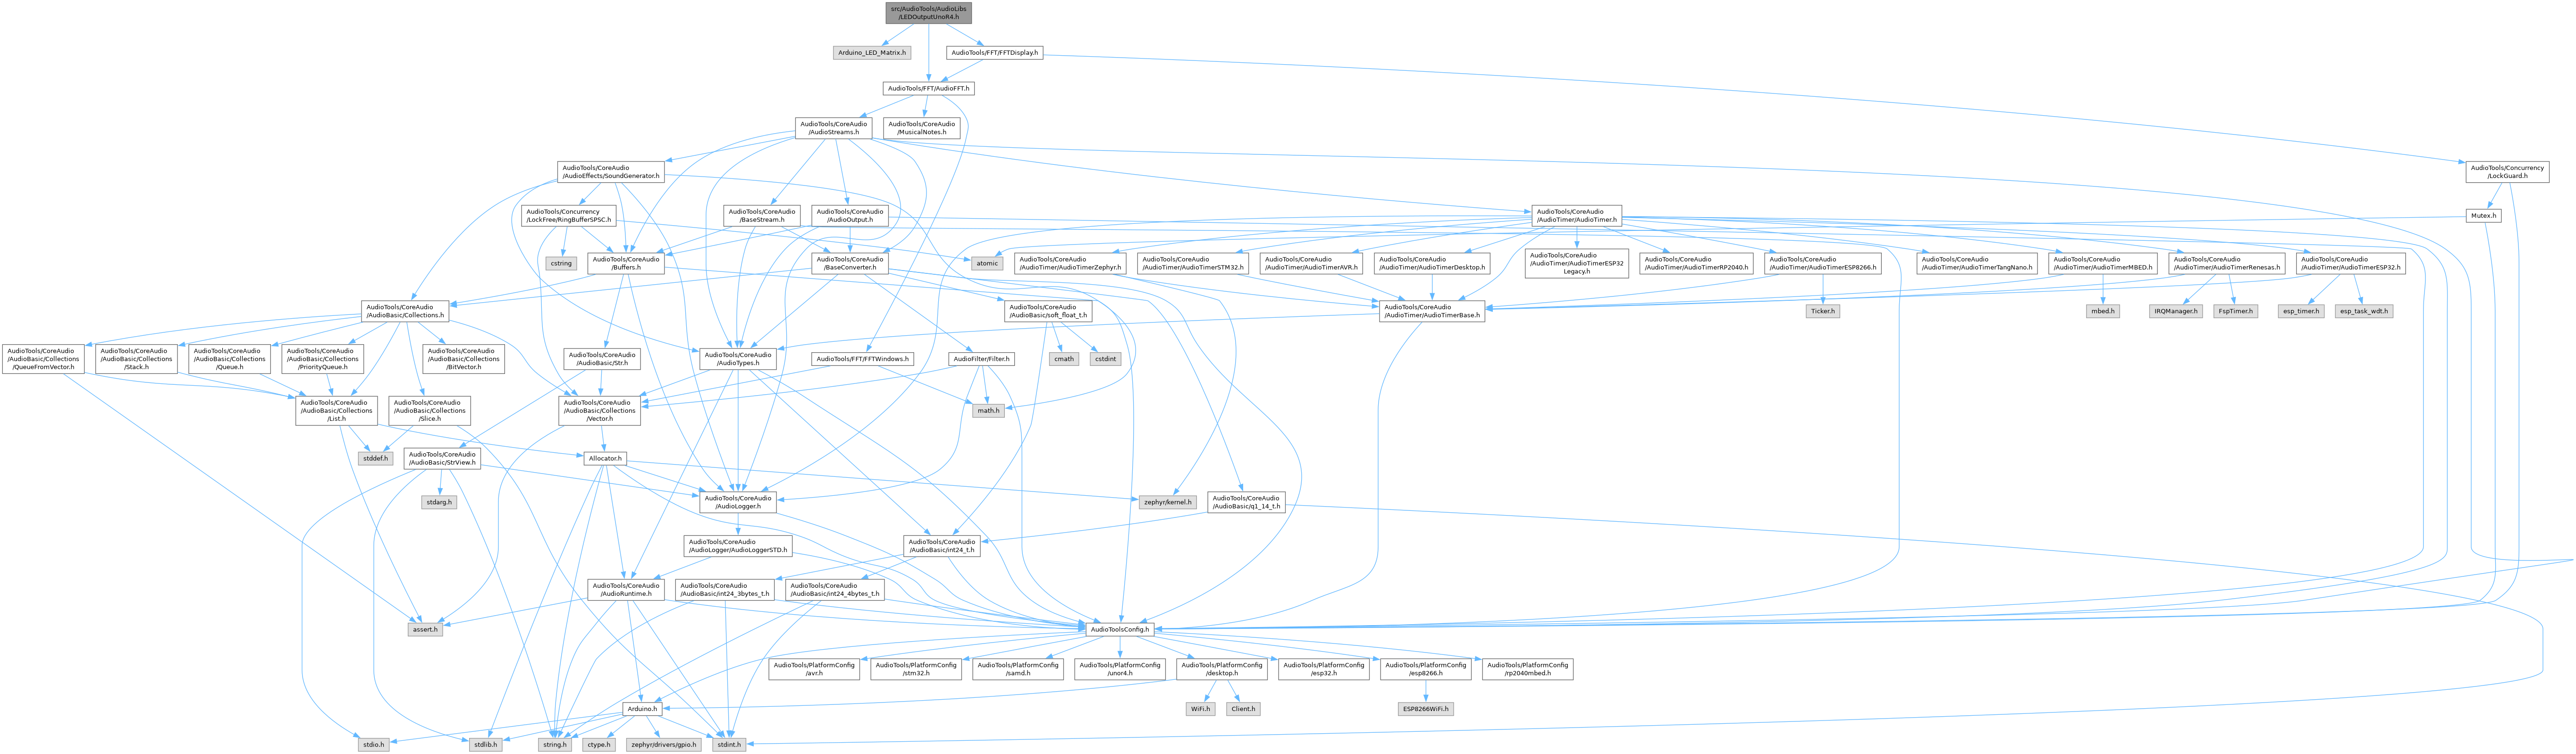 src/AudioTools/AudioLibs
/LEDOutputUnoR4.h
Arduino_LED_Matrix.h
AudioTools/FFT/FFTDisplay.h
AudioTools/FFT/AudioFFT.h
AudioTools/CoreAudio
/AudioStreams.h
AudioTools/CoreAudio
/MusicalNotes.h
AudioTools/CoreAudio
/AudioEffects/SoundGenerator.h
AudioTools/Concurrency
/LockGuard.h
AudioTools/Concurrency
/LockFree/RingBufferSPSC.h
AudioTools/CoreAudio
/BaseStream.h
AudioTools/CoreAudio
/AudioOutput.h
AudioTools/CoreAudio
/AudioTimer/AudioTimer.h
Mutex.h
cstring
AudioTools/CoreAudio
/Buffers.h
AudioTools/CoreAudio
/BaseConverter.h
atomic
AudioTools/CoreAudio
/AudioTimer/AudioTimerZephyr.h
AudioTools/CoreAudio
/AudioTimer/AudioTimerSTM32.h
AudioTools/CoreAudio
/AudioTimer/AudioTimerAVR.h
AudioTools/CoreAudio
/AudioTimer/AudioTimerDesktop.h
AudioTools/CoreAudio
/AudioTimer/AudioTimerESP32
Legacy.h
AudioTools/CoreAudio
/AudioTimer/AudioTimerRP2040.h
AudioTools/CoreAudio
/AudioTimer/AudioTimerESP8266.h
AudioTools/CoreAudio
/AudioTimer/AudioTimerTangNano.h
AudioTools/CoreAudio
/AudioTimer/AudioTimerMBED.h
AudioTools/CoreAudio
/AudioTimer/AudioTimerRenesas.h
AudioTools/CoreAudio
/AudioTimer/AudioTimerESP32.h
AudioTools/CoreAudio
/AudioBasic/Collections.h
AudioTools/CoreAudio
/AudioBasic/soft_float_t.h
AudioTools/CoreAudio
/AudioTimer/AudioTimerBase.h
Ticker.h
mbed.h
IRQManager.h
FspTimer.h
esp_timer.h
esp_task_wdt.h
AudioTools/CoreAudio
/AudioBasic/Collections
/QueueFromVector.h
AudioTools/CoreAudio
/AudioBasic/Collections
/Stack.h
AudioTools/CoreAudio
/AudioBasic/Collections
/Queue.h
AudioTools/CoreAudio
/AudioBasic/Collections
/PriorityQueue.h
AudioTools/CoreAudio
/AudioBasic/Collections
/BitVector.h
AudioTools/CoreAudio
/AudioBasic/Str.h
AudioTools/CoreAudio
/AudioTypes.h
AudioTools/FFT/FFTWindows.h
AudioFilter/Filter.h
cmath
cstdint
AudioTools/CoreAudio
/AudioBasic/Collections
/List.h
AudioTools/CoreAudio
/AudioBasic/Collections
/Slice.h
AudioTools/CoreAudio
/AudioBasic/Collections
/Vector.h
math.h
stddef.h
AudioTools/CoreAudio
/AudioBasic/StrView.h
Allocator.h
stdarg.h
AudioTools/CoreAudio
/AudioLogger.h
zephyr/kernel.h
AudioTools/CoreAudio
/AudioBasic/q1_14_t.h
AudioTools/CoreAudio
/AudioLogger/AudioLoggerSTD.h
AudioTools/CoreAudio
/AudioBasic/int24_t.h
AudioTools/CoreAudio
/AudioRuntime.h
AudioTools/CoreAudio
/AudioBasic/int24_3bytes_t.h
AudioTools/CoreAudio
/AudioBasic/int24_4bytes_t.h
assert.h
AudioToolsConfig.h
AudioTools/PlatformConfig
/avr.h
AudioTools/PlatformConfig
/stm32.h
AudioTools/PlatformConfig
/samd.h
AudioTools/PlatformConfig
/unor4.h
AudioTools/PlatformConfig
/desktop.h
AudioTools/PlatformConfig
/esp32.h
AudioTools/PlatformConfig
/esp8266.h
AudioTools/PlatformConfig
/rp2040mbed.h
Arduino.h
WiFi.h
Client.h
ESP8266WiFi.h
stdio.h
stdlib.h
string.h
ctype.h
zephyr/drivers/gpio.h
stdint.h